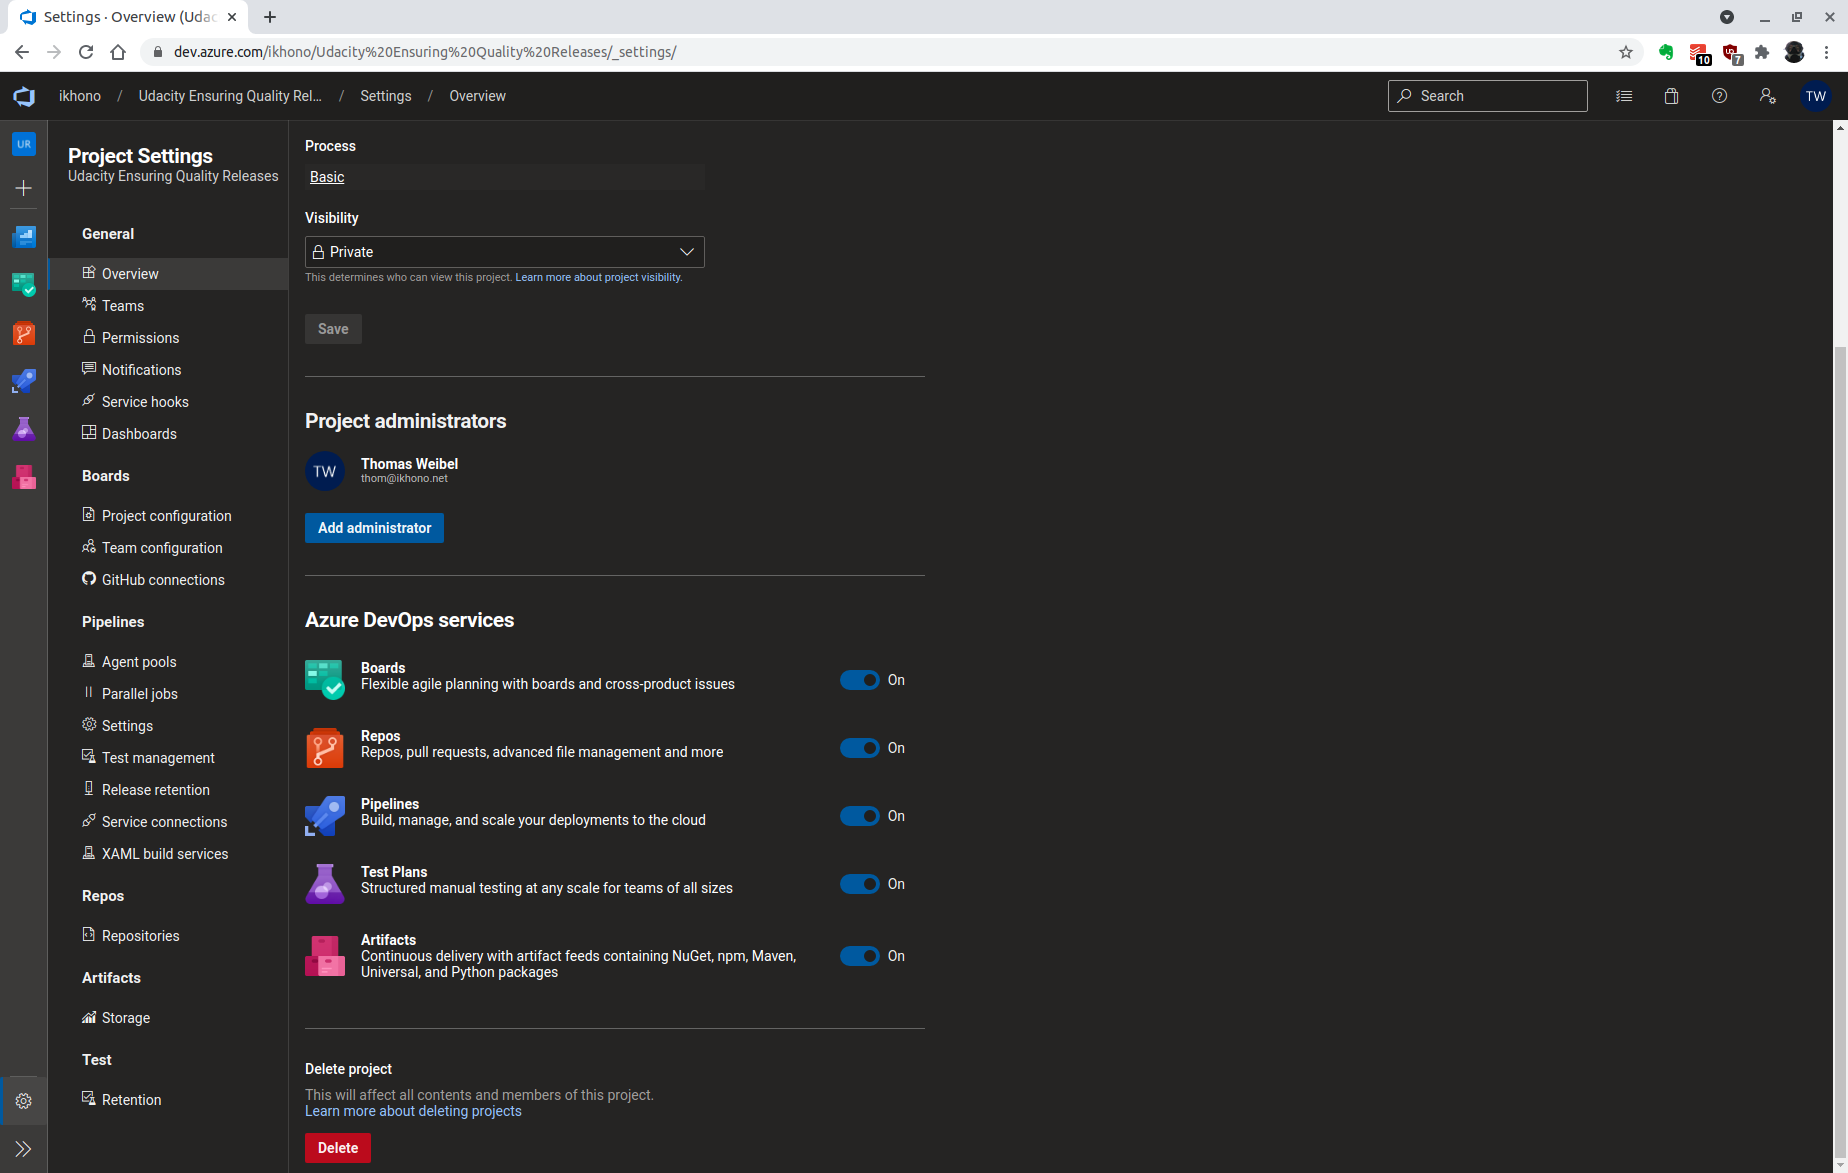 Settings · Overview (Udac
dev.azure.com/ikhono/Udacity%20Ensuring%20Quality%20Releases/_settings/
10
7
ikhono / Udacity Ensuring Quality Rel... / Settings / Overview
Search
TW
UR
Project Settings
Udacity Ensuring Quality Releases
General
Overview
Teams
Permissions
Notifications
Service hooks
Dashboards
Boards
Project configuration
Team configuration
GitHub connections
Pipelines
Agent pools
Parallel jobs
Settings
Test management
Release retention
Service connections
XAML build services
Repos
Repositories
Artifacts
Storage
Test
Retention
Process
Basic
Visibility
Private
This determines who can view this project. Learn more about project visibility.
Save
Project administrators
TW
Thomas Weibel
thom@ikhono.net
Add administrator
Azure DevOps services
Boards
Flexible agile planning with boards and cross-product issues
On
Repos
Repos, pull requests, advanced file management and more
On
Pipelines
Build, manage, and scale your deployments to the cloud
On
Test Plans
Structured manual testing at any scale for teams of all sizes
On
Artifacts
Continuous delivery with artifact feeds containing NuGet, npm, Maven,
Universal, and Python packages
On
Delete project
This will affect all contents and members of this project.
Learn more about deleting projects
Delete